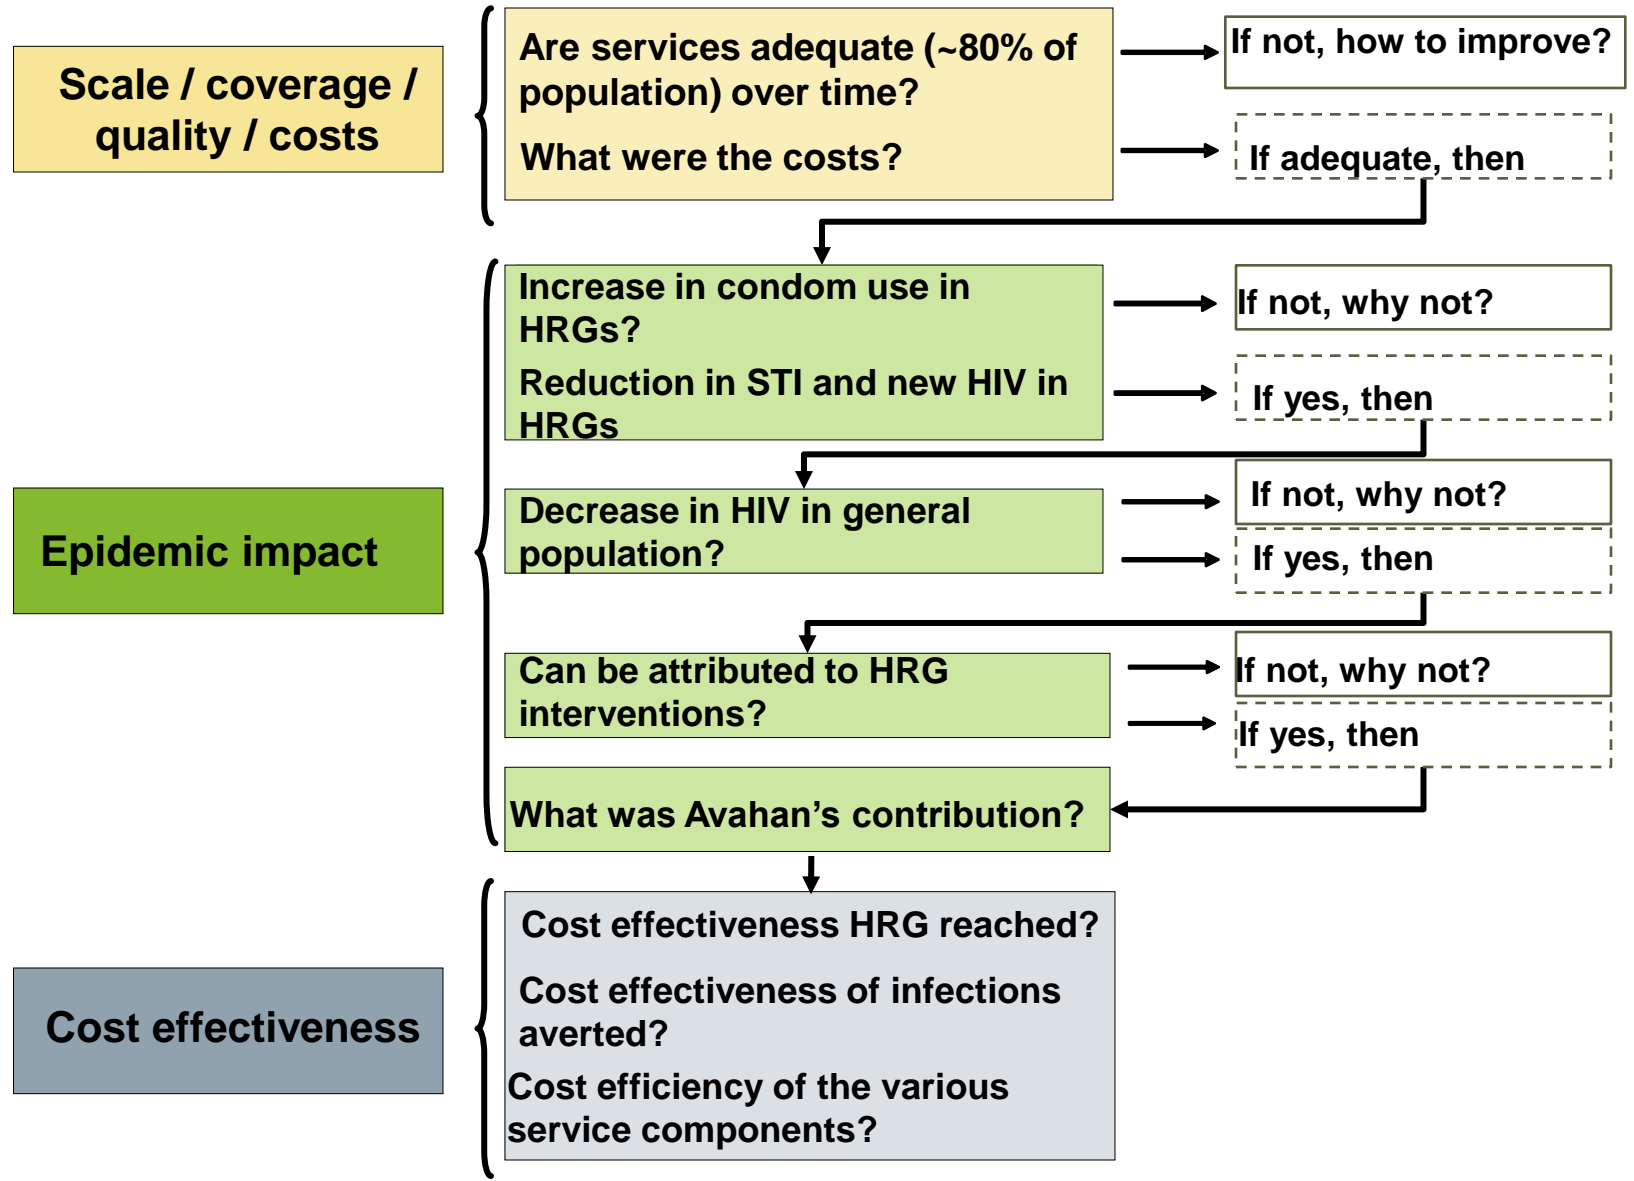 Scale / coverage /
quality / costs
Are services adequate (~80% of
population) over time?
What were the costs?
If not, how to improve?
If adequate, then
Epidemic impact
Increase in condom use in
HRGs?
Reduction in STI and new HIV in
HRGs
If not, why not?
If yes, then
Decrease in HIV in general
population?
If not, why not?
If yes, then
Can be attributed to HRG
interventions?
If not, why not?
If yes, then
What was Avahan’s contribution?
Cost effectiveness
Cost effectiveness HRG reached?
Cost effectiveness of infections
averted?
Cost efficiency of the various
service components?